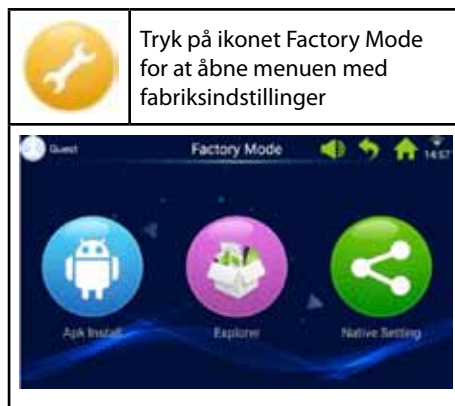 Tryk på ikonet Factory Mode
for at åbne menuen med
fabriksindstillinger
Guest
Factory Mode
14:57
Apk Install
Explorer
Native Setting